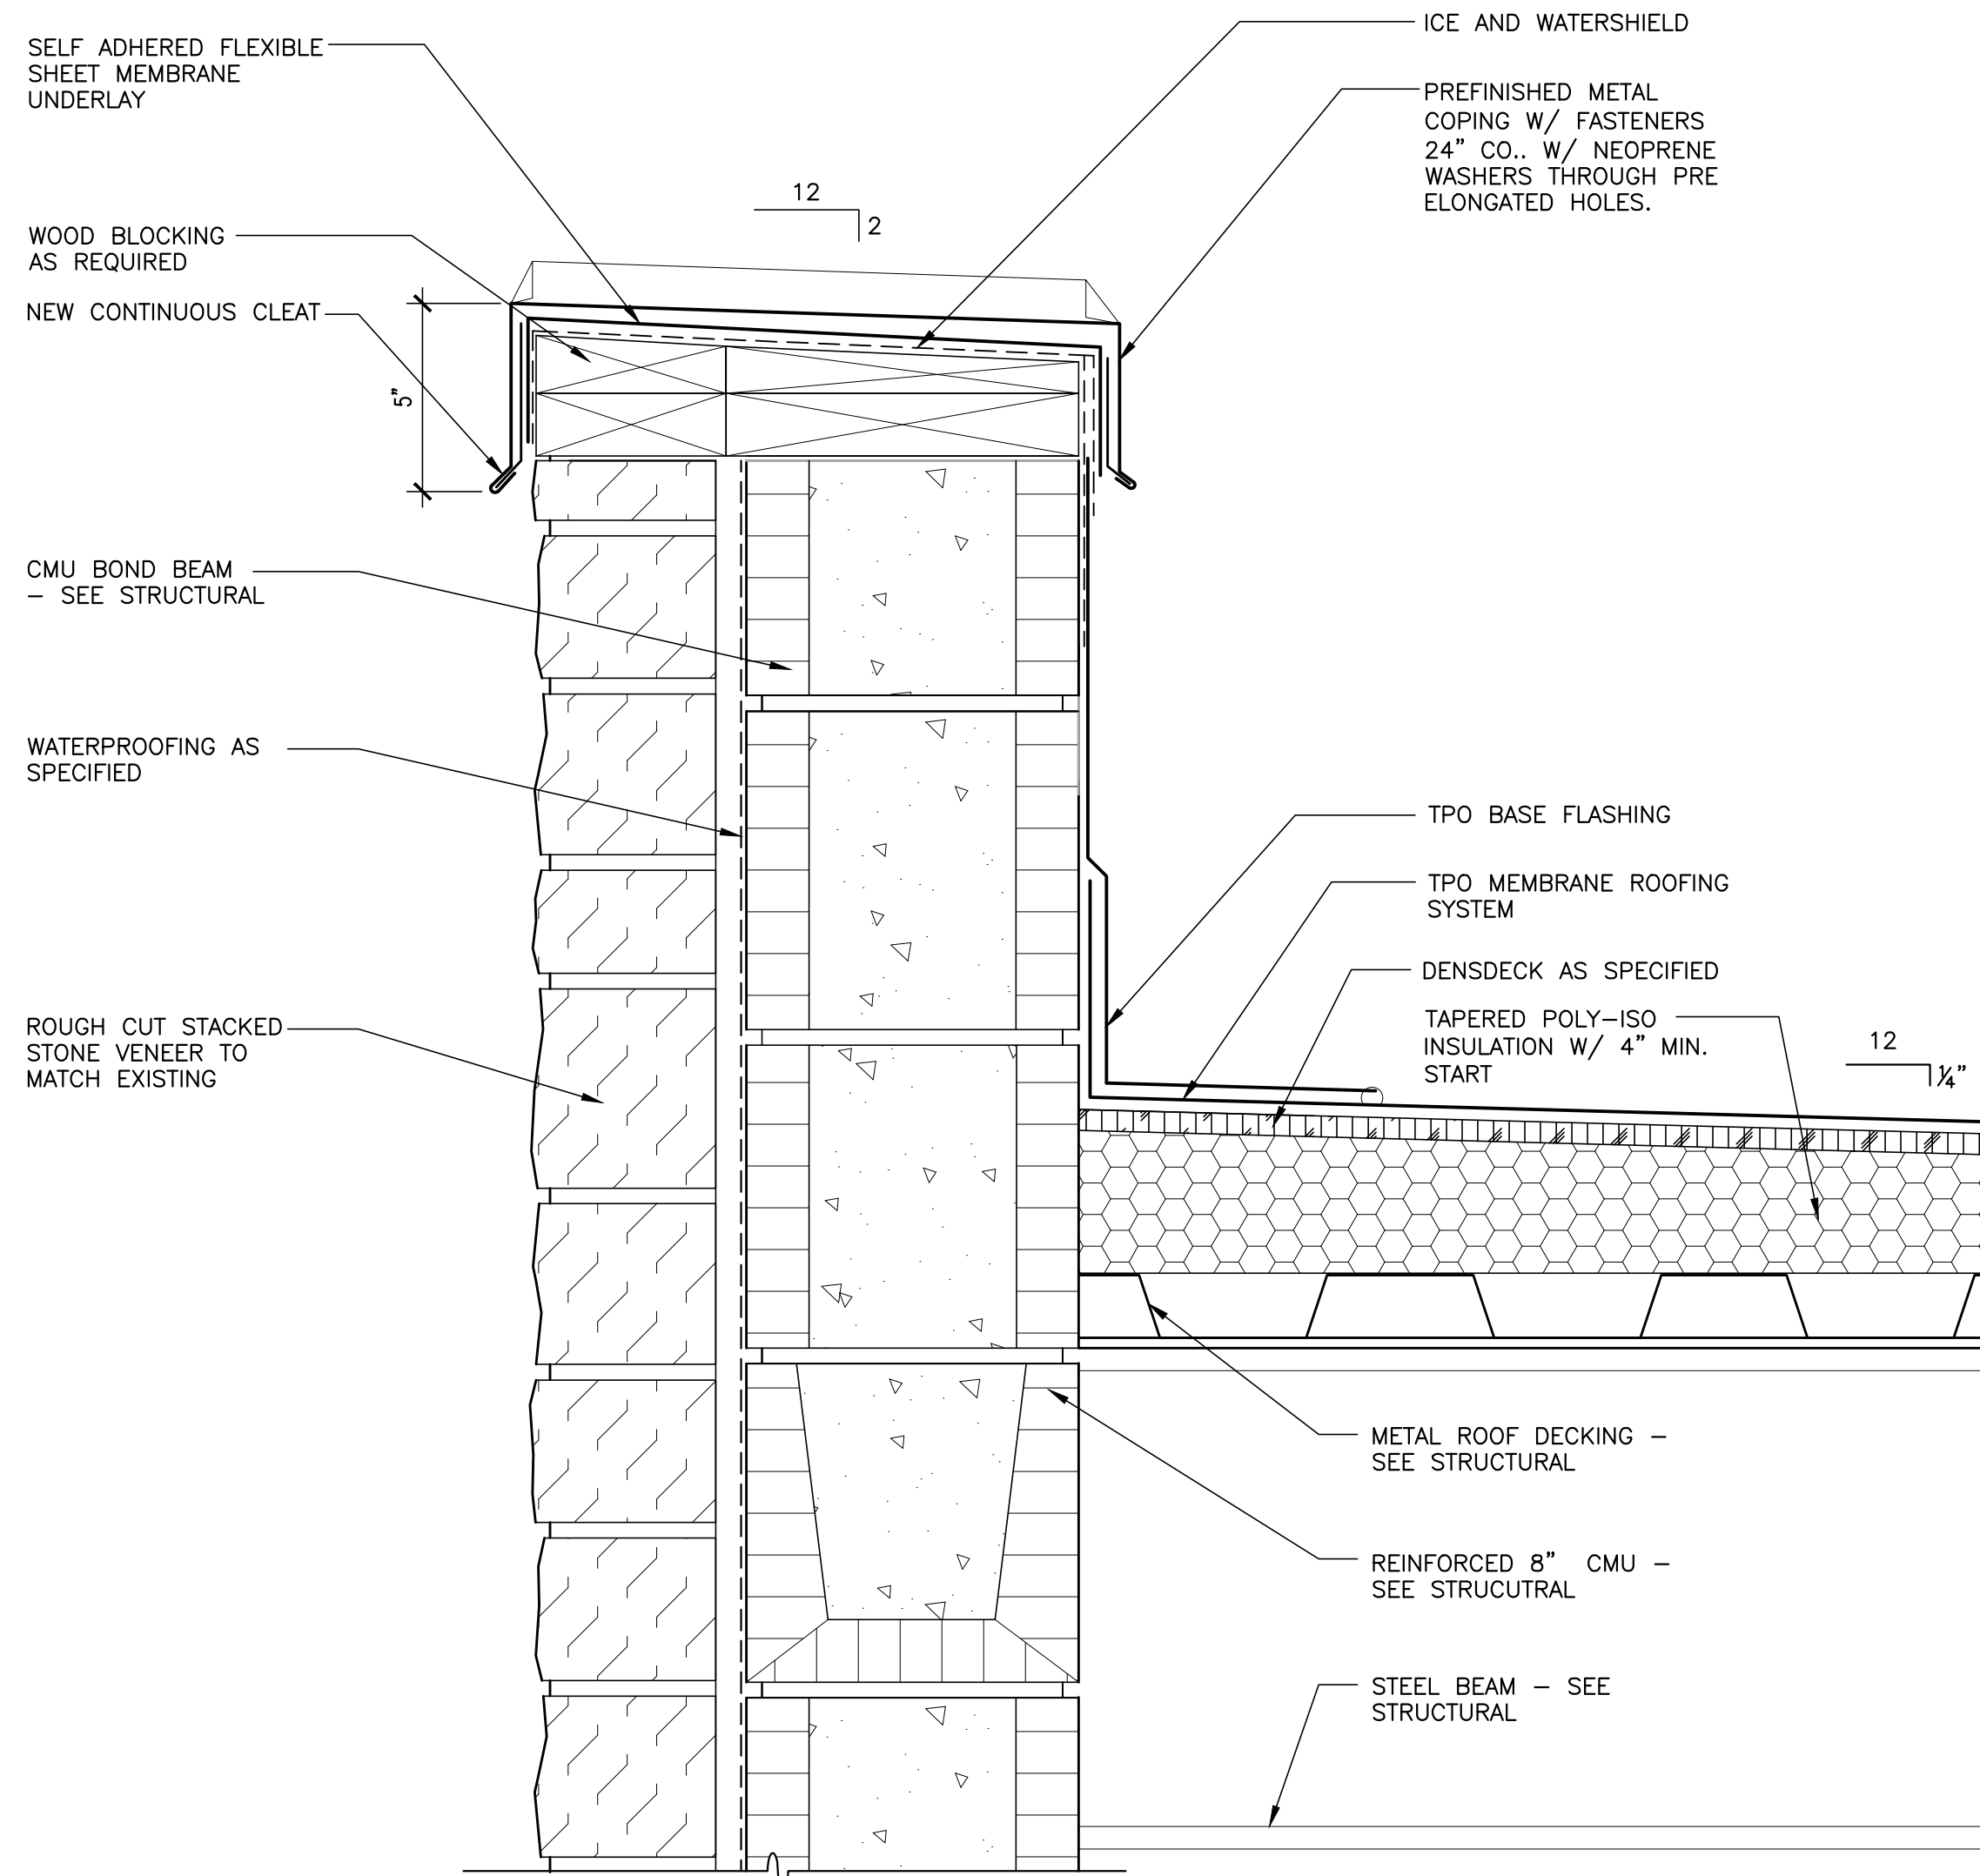 SELF ADHERED FLEXIBLE
SHEET MEMBRANE
UNDERLAY
WOOD BLOCKING
AS REQUIRED
NEW CONTINUOUS CLEAT
5"
CMU BOND BEAM
– SEE STRUCTURAL
WATERPROOFING AS
SPECIFIED
ROUGH CUT STACKED
STONE VENEER TO
MATCH EXISTING
12
2
ICE AND WATERSHIELD
PREFINISHED METAL
COPING W/ FASTENERS
24" CO.. W/ NEOPRENE
WASHERS THROUGH PRE
ELONGATED HOLES.
TPO BASE FLASHING
TPO MEMBRANE ROOFING
SYSTEM
DENSDECK AS SPECIFIED
TAPERED POLY–ISO
INSULATION W/ 4" MIN.
START
12
¼"
METAL ROOF DECKING –
SEE STRUCTURAL
REINFORCED 8" CMU –
SEE STRUCUTRAL
STEEL BEAM – SEE
STRUCTURAL